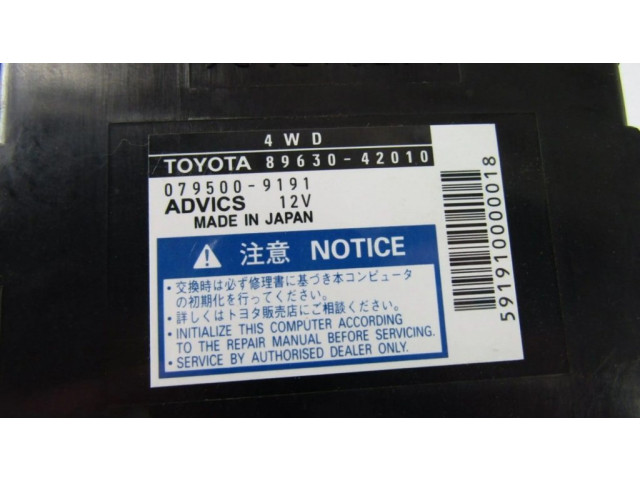 4WD
TOYOTA 89630-42010
079500-9191
ADVICS 12V
MADE IN JAPAN
注意 NOTICE
・交換時は必ず修理書に基づき本コンピュータ
の初期化を行ってください。
・詳しくはトヨタ販売店にご相談ください。
・INITIALIZE THIS COMPUTER ACCORDING
TO THE REPAIR MANUAL BEFORE SERVICING.
・SERVICE BY AUTHORISED DEALER ONLY.
591910000018